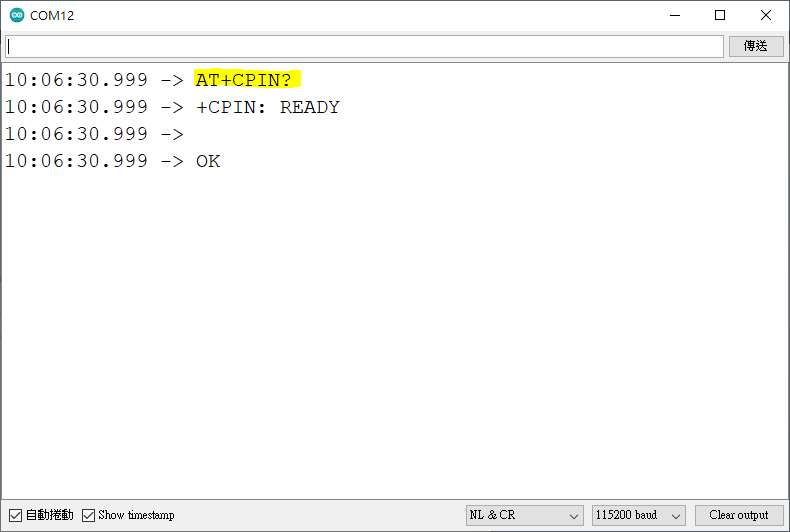 COM12
傳送
10:06:30.999 -> AT+CPIN?
10:06:30.999 -> +CPIN: READY
10:06:30.999 ->
10:06:30.999 -> OK
自動捲動 Show timestamp NL & CR 115200 baud Clear output